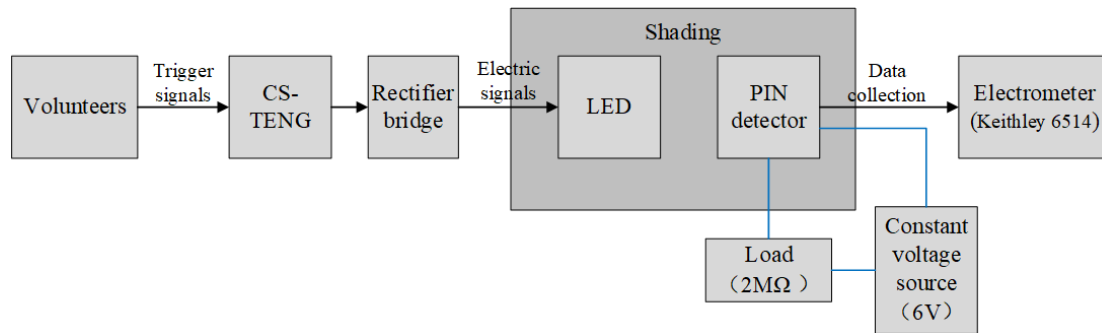 Shading
Volunteers
Trigger
signals
CS-
TENG
Rectifier
bridge
Electric
signals
LED
PIN
detector
Data
collection
Electrometer
(Keithley 6514)
Load
（2MΩ ）
Constant
voltage
source
（6V）